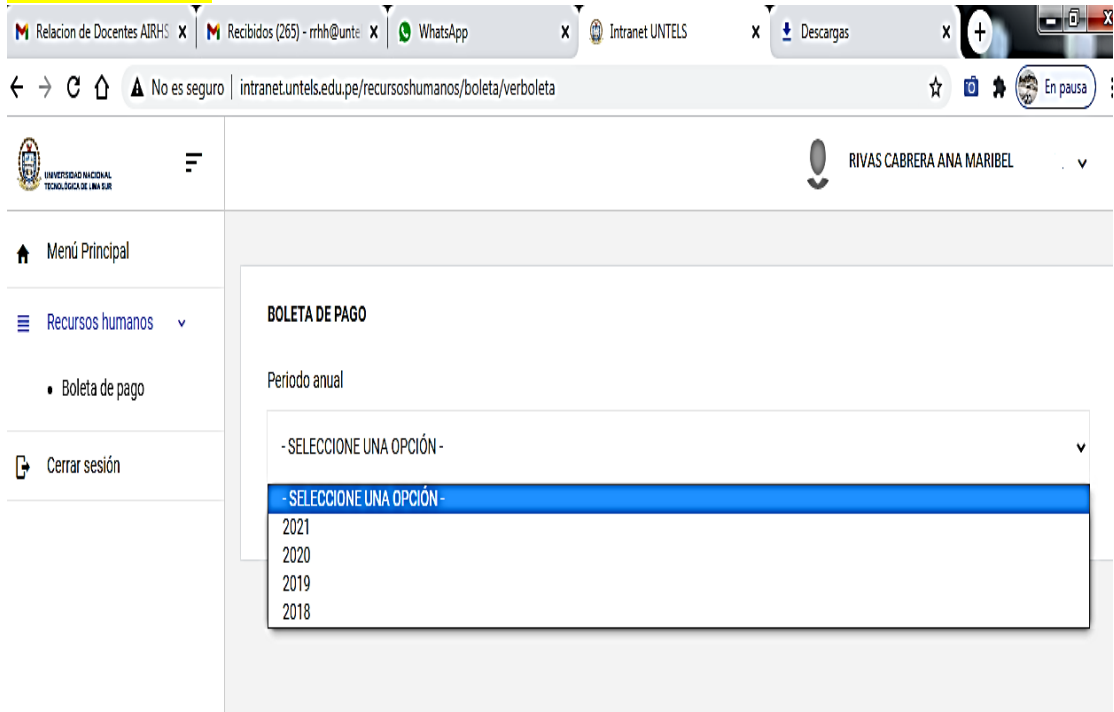 Relacion de Docentes AIRHS
Recibidos (265) - rrhh@unte
WhatsApp
Intranet UNTELS
Descargas
No es seguro
intranet.untels.edu.pe/recursoshumanos/boleta/verboleta
En pausa
UNIVERSIDAD NACIONAL
TECNOLÓGICA DE LIMA SUR
RIVAS CABRERA ANA MARIBEL
Menú Principal
Recursos humanos
Boleta de pago
Cerrar sesión
BOLETA DE PAGO
Periodo anual
- SELECCIONE UNA OPCIÓN -
- SELECCIONE UNA OPCIÓN -
2021
2020
2019
2018